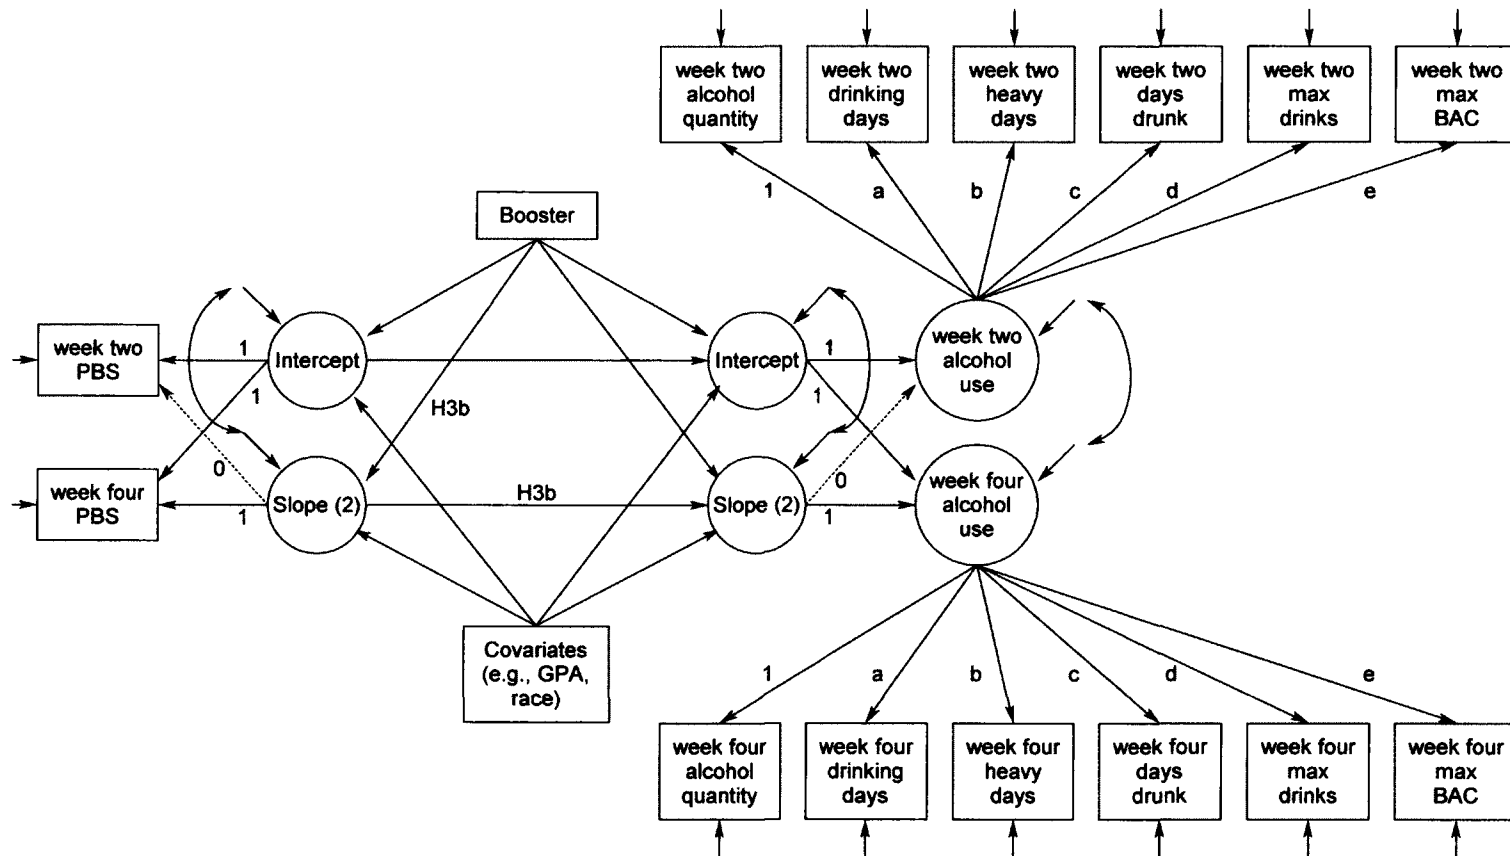 week two
alcohol
quantity
week two
drinking
days
week two
heavy
days
week two
days
drunk
week two
max
drinks
week two
max
BAC
1
a
b
c
d
e
Booster
week two
PBS
1
Intercept
Intercept
1
week two
alcohol
use
1
H3b
1
0
0
week four
PBS
1
Slope (2)
H3b
Slope (2)
1
week four
alcohol
use
Covariates
(e.g., GPA,
race)
1
a
b
c
d
e
week four
alcohol
quantity
week four
drinking
days
week four
heavy
days
week four
days
drunk
week four
max
drinks
week four
max
BAC